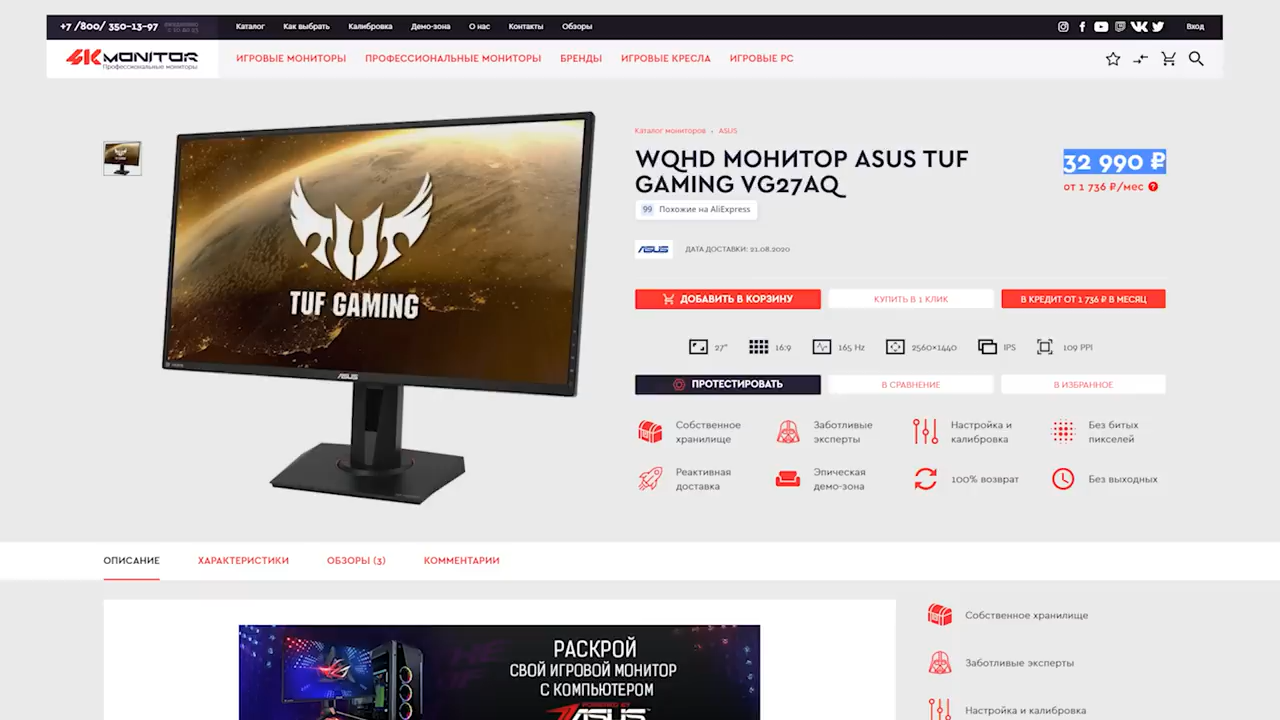 +7 /800/ 350-13-97
Каталог Как выбрать Калибровка Демо-зона О нас Контакты Обзоры
Вход
4KMONITOR
Профессиональные мониторы
ИГРОВЫЕ МОНИТОРЫ ПРОФЕССИОНАЛЬНЫЕ МОНИТОРЫ БРЕНДЫ ИГРОВЫЕ КРЕСЛА ИГРОВЫЕ PC
TUF GAMING
ASUS
Каталог мониторов › ASUS
WQHD МОНИТОР ASUS TUF
GAMING VG27AQ
32 990 ₽
от 1 736 ₽/мес ?
99 Похожие на AliExpress
ASUS ДАТА ДОСТАВКИ: 21.08.2020
ДОБАВИТЬ В КОРЗИНУ КУПИТЬ В 1 КЛИК В КРЕДИТ ОТ 1 736 ₽ В МЕСЯЦ
27" 16:9 165 Hz 2560×1440 IPS 109 PPI
ПРОТЕСТИРОВАТЬ В СРАВНЕНИЕ В ИЗБРАННОЕ
Собственное
хранилище
Заботливые
эксперты
Настройка и
калибровка
Без битых
пикселей
Реактивная
доставка
Эпическая
демо-зона
100% возврат
Без выходных
ОПИСАНИЕ ХАРАКТЕРИСТИКИ ОБЗОРЫ (3) КОММЕНТАРИИ
РАСКРОЙ
СВОЙ ИГРОВОЙ МОНИТОР
С КОМПЬЮТЕРОМ
POWERED BY
ASUS
Собственное хранилище
Заботливые эксперты
Настройка и калибровка